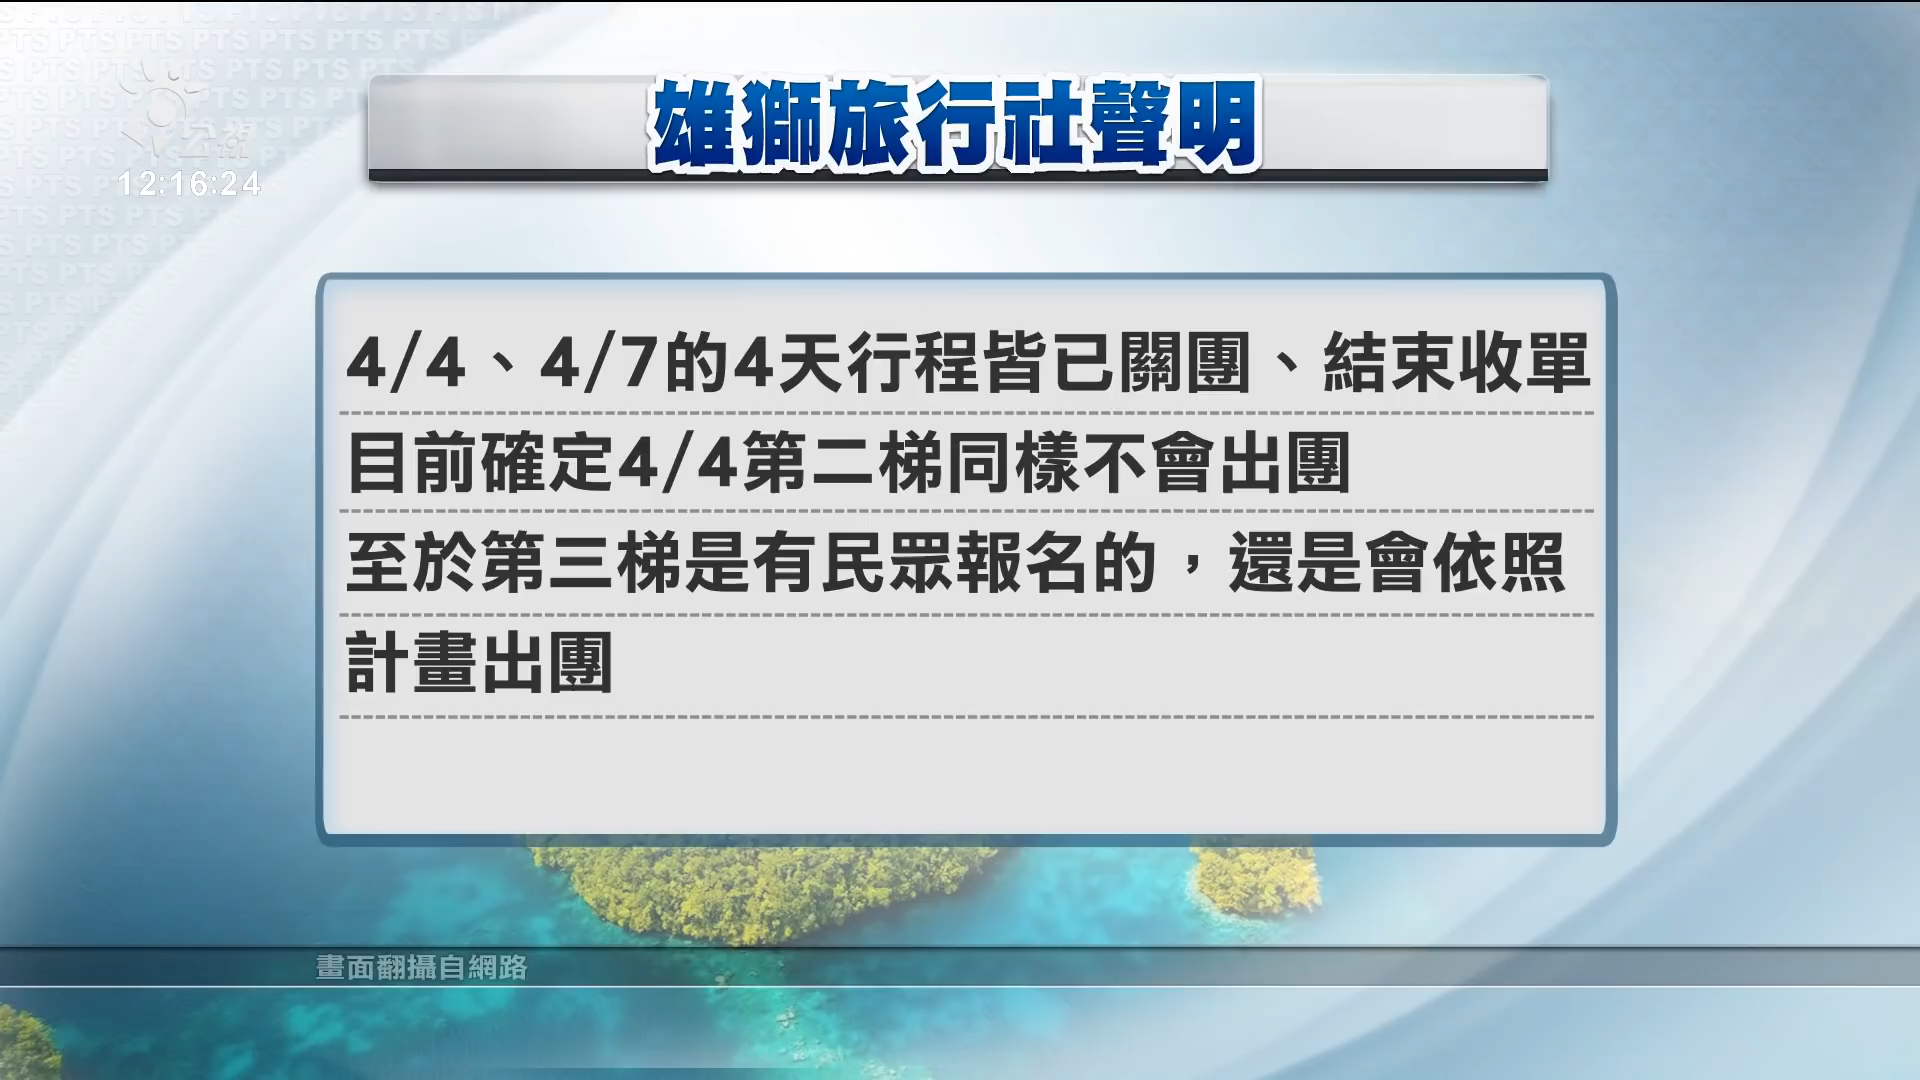 公視
12:16:24
雄獅旅行社聲明
4/4、4/7的4天行程皆已關團、結束收單
目前確定4/4第二梯同樣不會出團
至於第三梯是有民眾報名的，還是會依照
計畫出團
畫面翻攝自網路